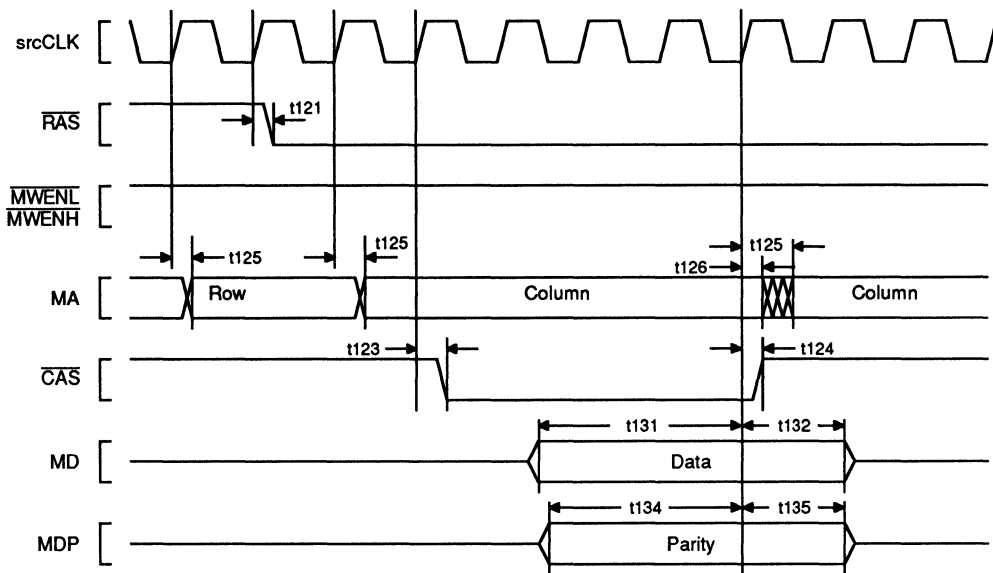 srcCLK
RAS
t121
MWENL
MWENH
t125
t125
t125
t126
MA
Row
Column
Column
t123
t124
CAS
t131
t132
MD
Data
t134
t135
MDP
Parity